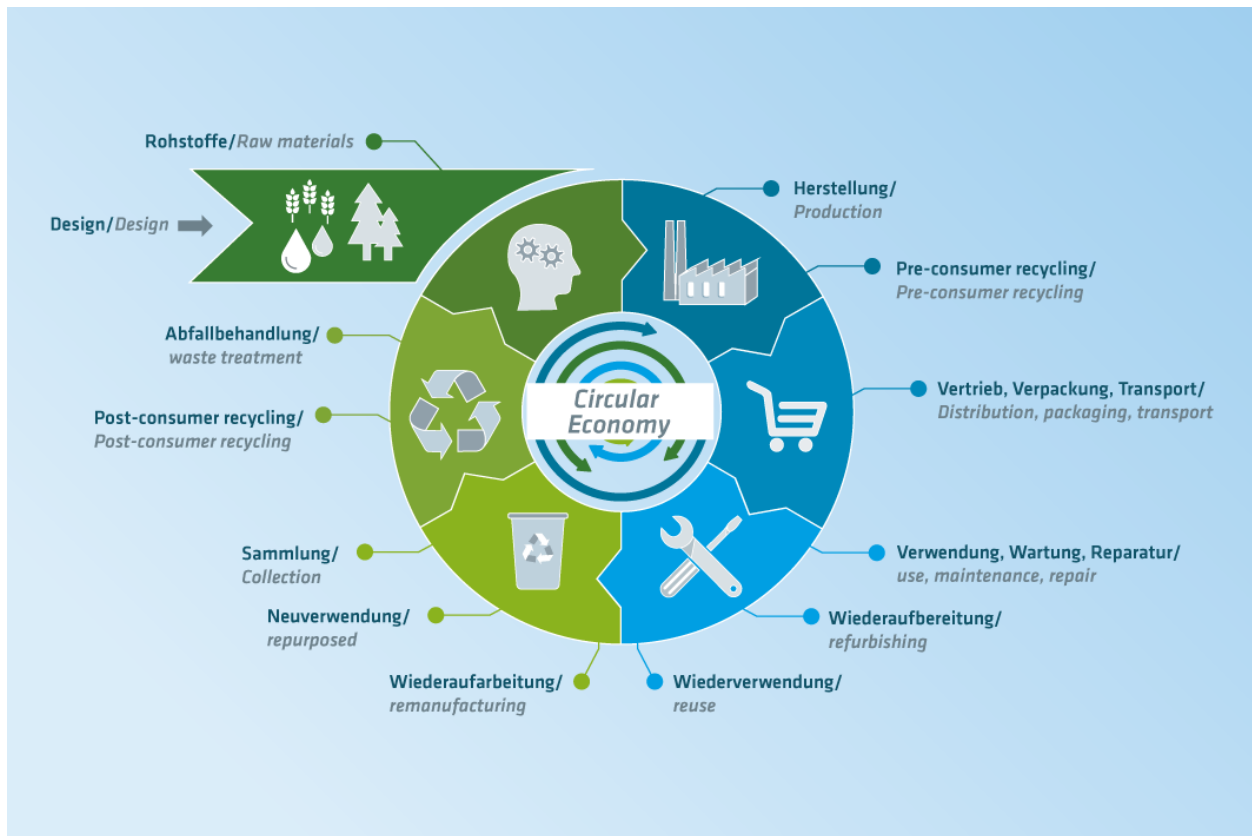 Rohstoffe/Raw materials
Design/Design
Herstellung/
Production
Pre-consumer recycling/
Pre-consumer recycling
Vertrieb, Verpackung, Transport/
Distribution, packaging, transport
Verwendung, Wartung, Reparatur/
use, maintenance, repair
Wiederaufbereitung/
refurbishing
Wiederverwendung/
reuse
Wiederaufarbeitung/
remanufacturing
Neuverwendung/
repurposed
Sammlung/
Collection
Post-consumer recycling/
Post-consumer recycling
Abfallbehandlung/
waste treatment
Circular
Economy